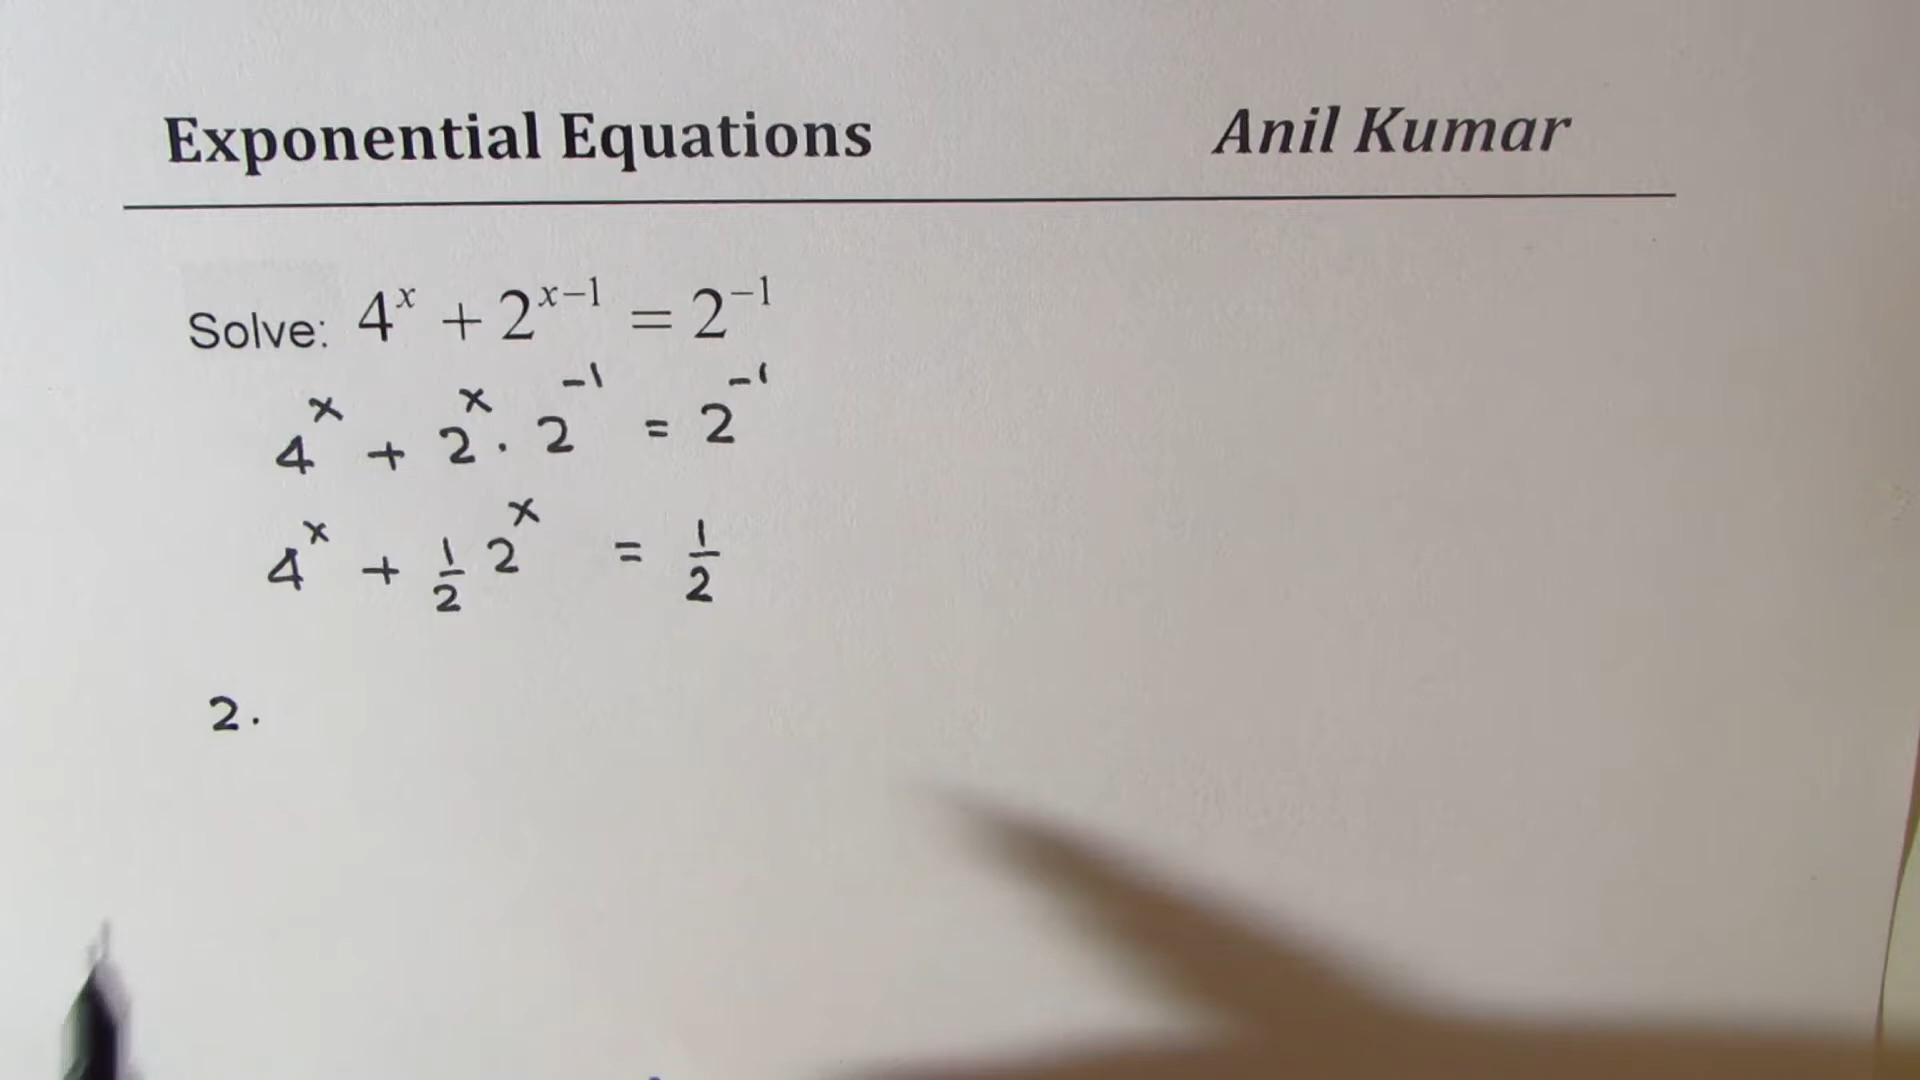 Exponential Equations Anil Kumar
Solve: 4^x + 2^{x−1} = 2^{−1}
4^x + 2^x · 2^{−1} = 2^{−1}
4^x + 1/2 2^x = 1/2
2 ·